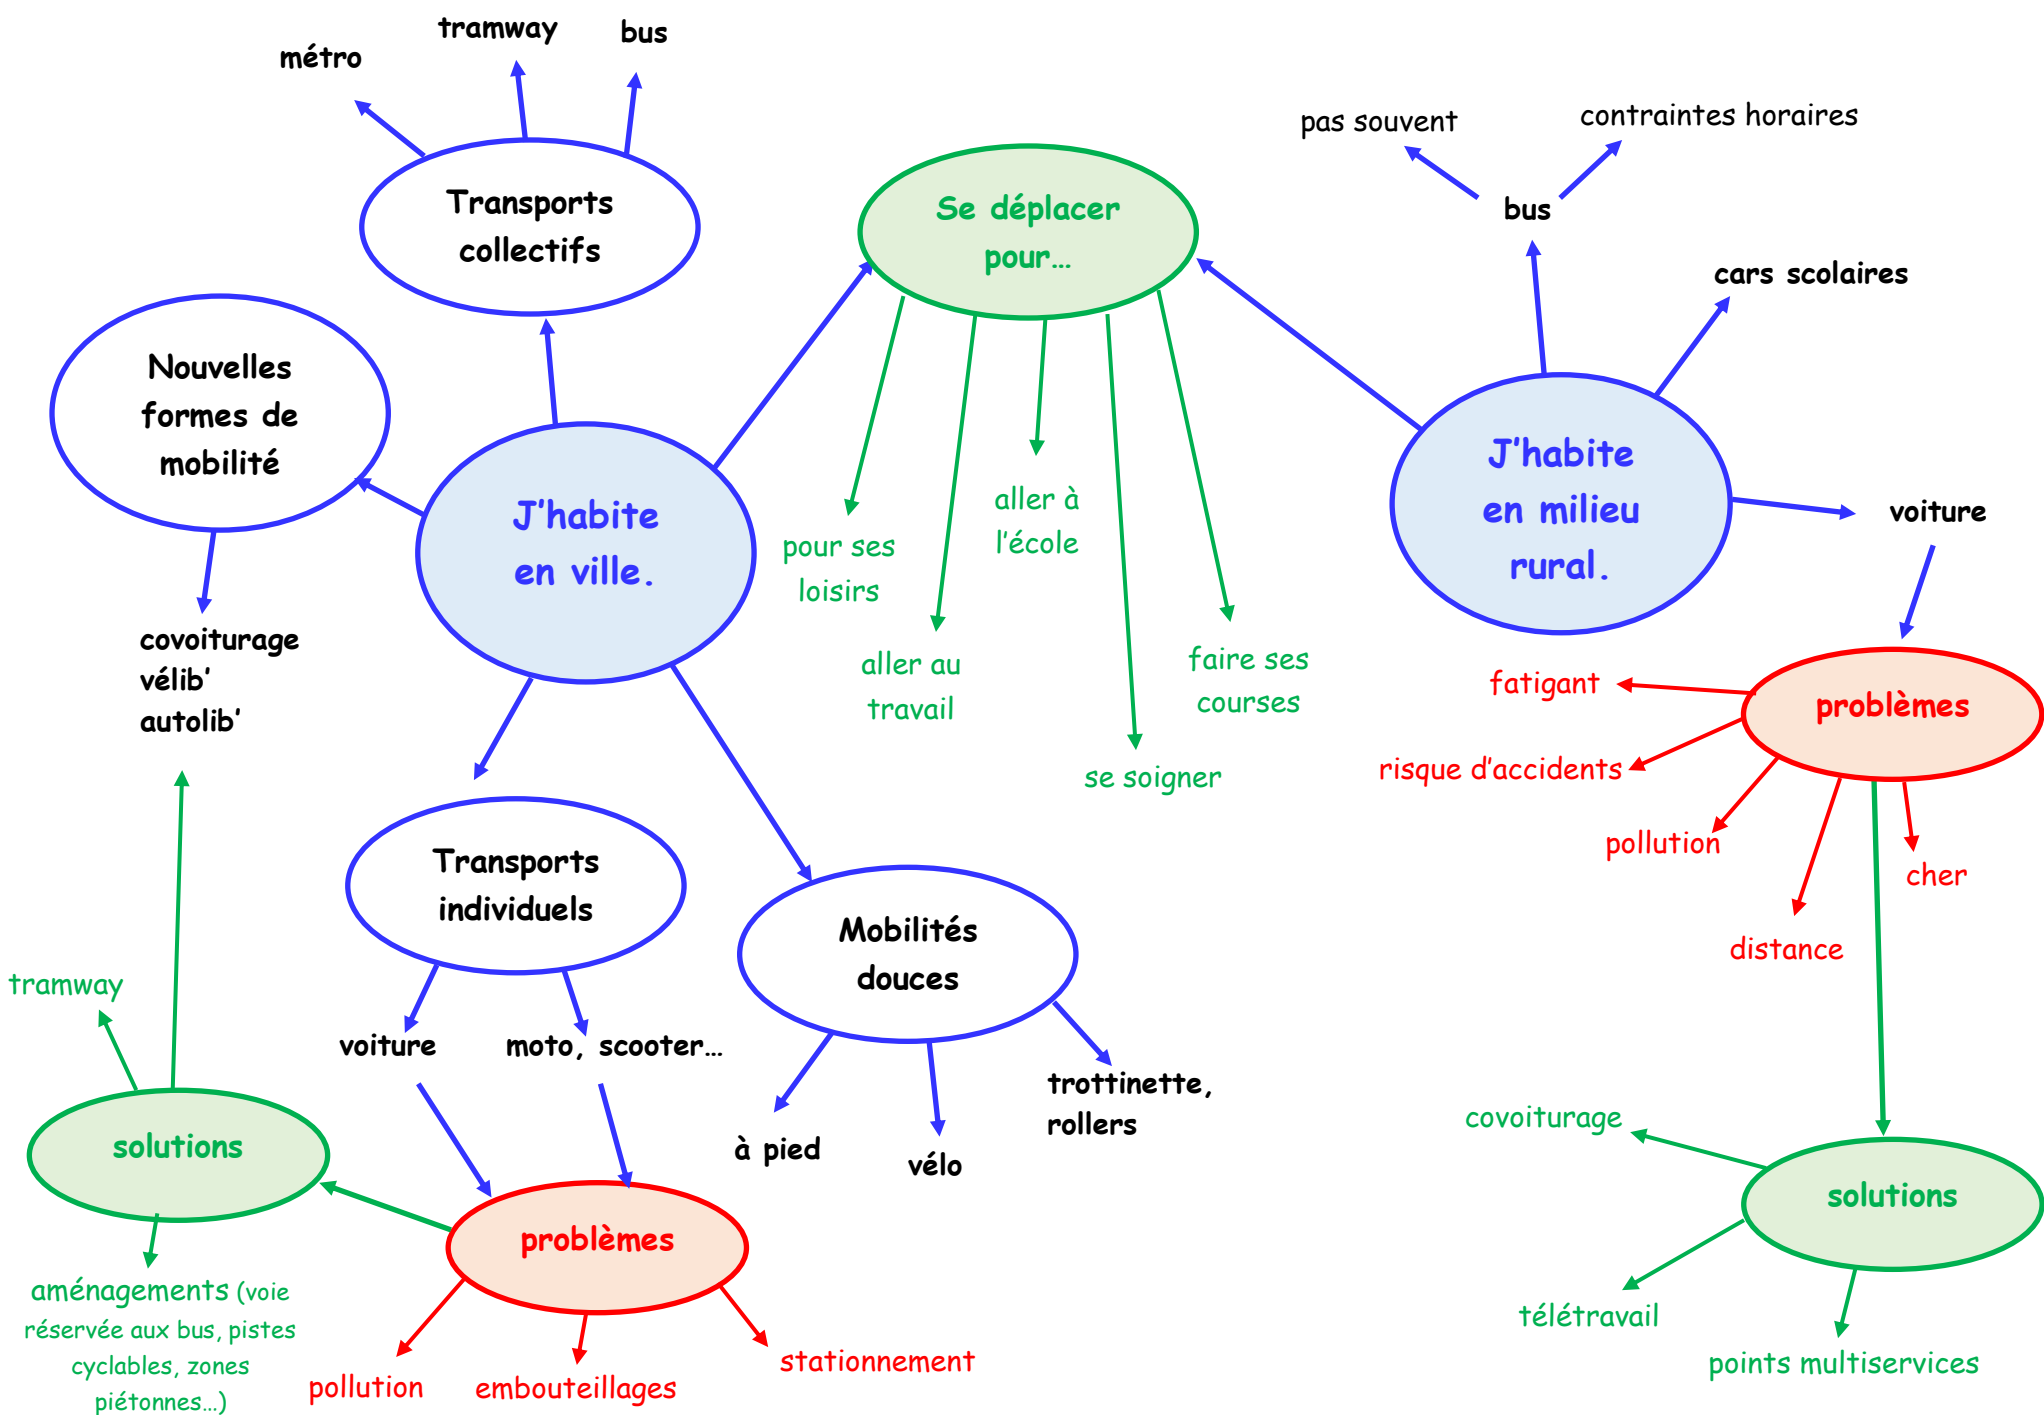 métro
tramway
bus
Transports
collectifs
Nouvelles
formes de
mobilité
covoiturage
vélib’
autolib’
J’habite
en ville.
Se déplacer
pour…
pour ses
loisirs
aller au
travail
aller à
l’école
se soigner
faire ses
courses
pas souvent
contraintes horaires
bus
cars scolaires
J’habite
en milieu
rural.
voiture
problèmes
fatigant
risque d’accidents
pollution
distance
cher
solutions
covoiturage
télétravail
points multiservices
Transports
individuels
voiture
moto, scooter…
Mobilités
douces
à pied
vélo
trottinette,
rollers
problèmes
pollution
embouteillages
stationnement
solutions
tramway
aménagements (voie
réservée aux bus, pistes
cyclables, zones
piétonnes…)